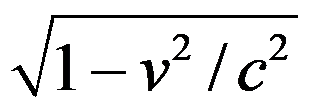 √(1 − v² / c²)